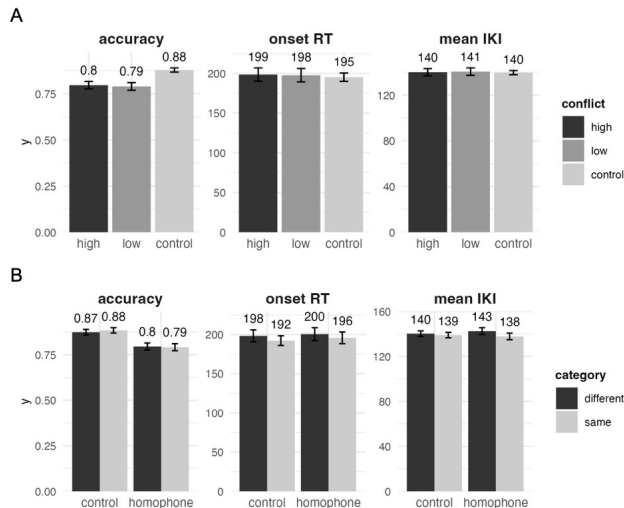 A
accuracy
onset RT
mean IKI
0.8
0.79
0.88
199
198
195
140
141
140
y
0.75
0.50
0.25
0.00
200
150
100
50
0
120
80
40
0
high
low
control
high
low
control
high
low
control
conflict
high
low
control
B
accuracy
onset RT
mean IKI
0.87
0.88
0.8
0.79
198
192
200
196
140
139
143
138
y
0.75
0.50
0.25
0.00
200
150
100
50
0
160
120
80
40
0
control
homophone
control
homophone
control
homophone
category
different
same